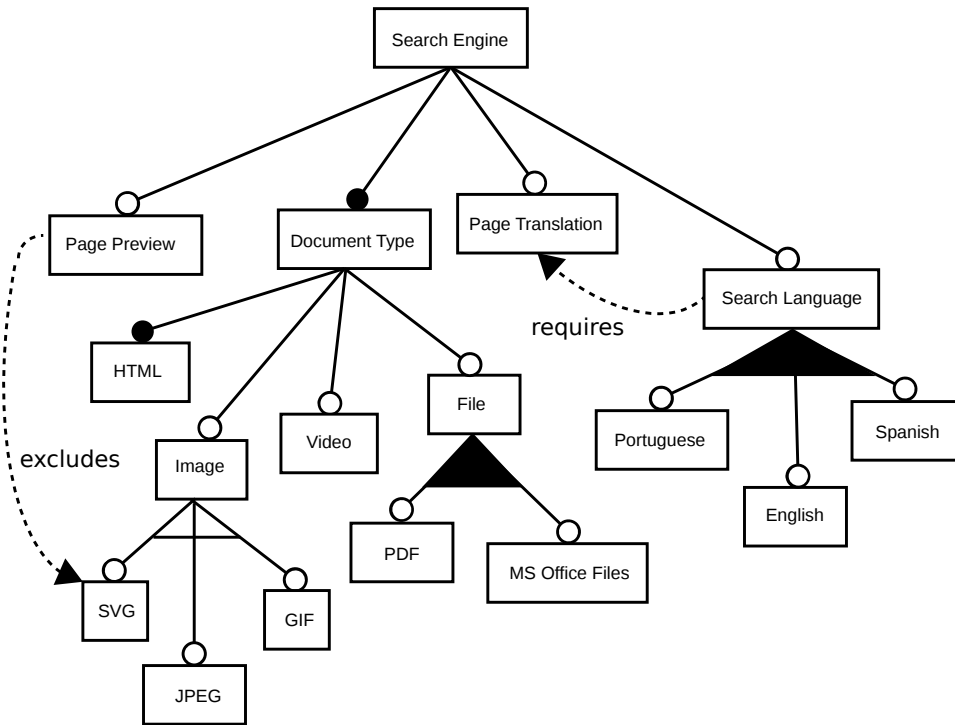 Search Engine
Page Preview
Document Type
Page Translation
Search Language
requires
HTML
Image
Video
File
Portuguese
Spanish
English
excludes
PDF
MS Office Files
SVG
GIF
JPEG